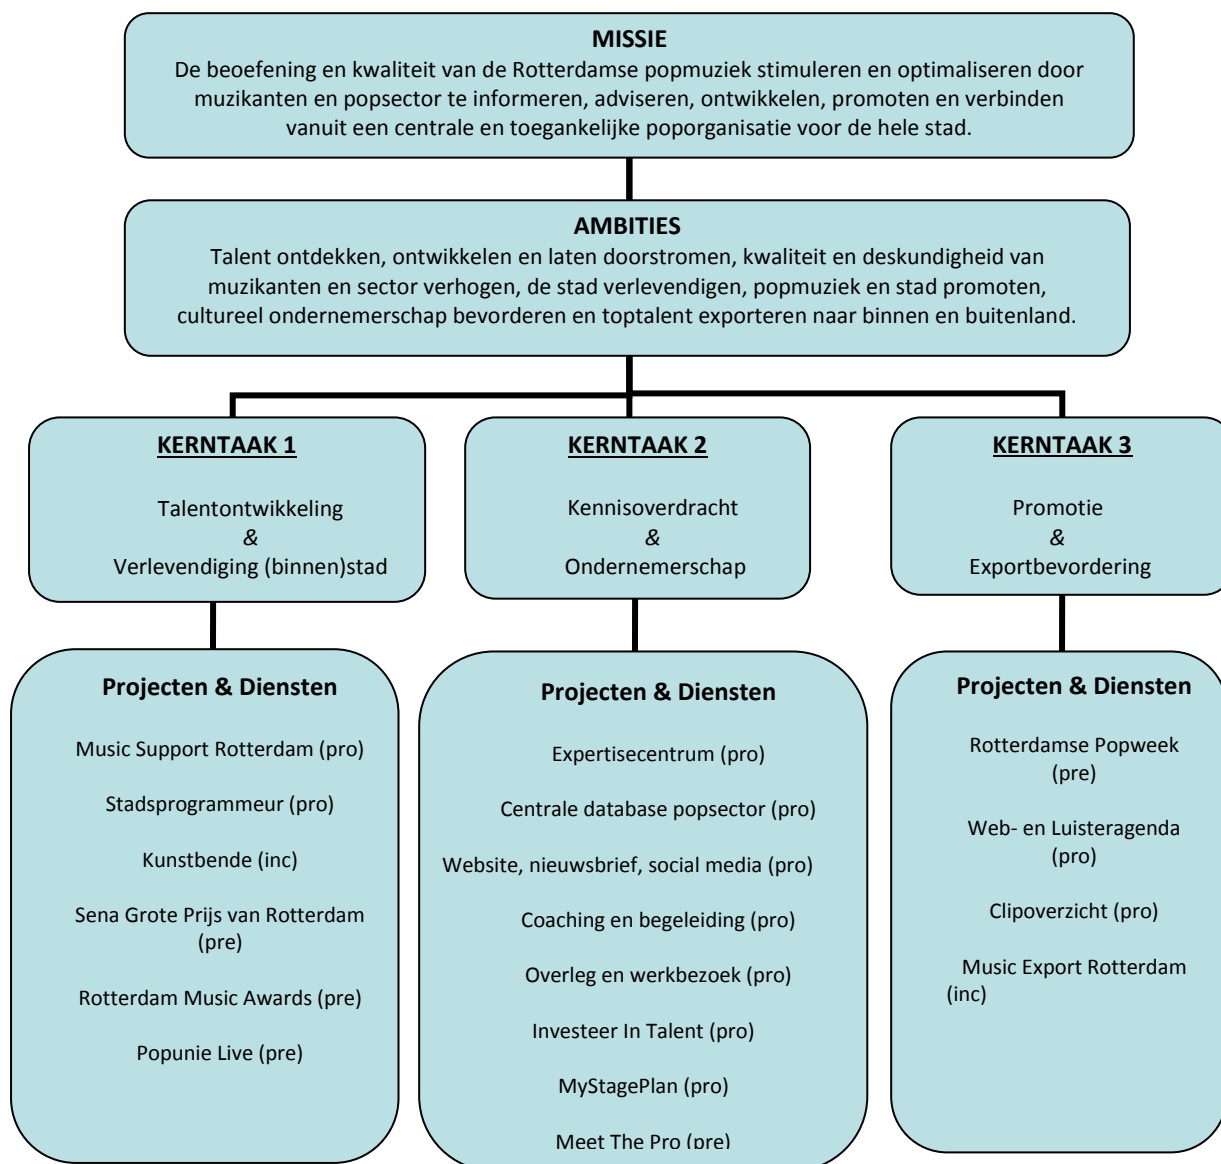 MISSIE
De beoefening en kwaliteit van de Rotterdamse popmuziek stimuleren en optimaliseren door
muzikanten en popsector te informeren, adviseren, ontwikkelen, promoten en verbinden
vanuit een centrale en toegankelijke poporganisatie voor de hele stad.
AMBITIES
Talent ontdekken, ontwikkelen en laten doorstromen, kwaliteit en deskundigheid van
muzikanten en sector verhogen, de stad verlevendigen, popmuziek en stad promoten,
cultureel ondernemerschap bevorderen en toptalent exporteren naar binnen en buitenland.
KERNTAAK 1
Talentontwikkeling
&
Verlevendiging (binnen)stad
KERNTAAK 2
Kennisoverdracht
&
Ondernemerschap
KERNTAAK 3
Promotie
&
Exportbevordering
Projecten & Diensten
Music Support Rotterdam (pro)
Stadsprogrammeur (pro)
Kunstbende (inc)
Sena Grote Prijs van Rotterdam
(pre)
Rotterdam Music Awards (pre)
Popunie Live (pre)
Projecten & Diensten
Expertisecentrum (pro)
Centrale database popsector (pro)
Website, nieuwsbrief, social media (pro)
Coaching en begeleiding (pro)
Overleg en werkbezoek (pro)
Investeer In Talent (pro)
MyStagePlan (pro)
Meet The Pro (pre)
Projecten & Diensten
Rotterdamse Popweek
(pre)
Web- en Luisteragenda
(pro)
Clipoverzicht (pro)
Music Export Rotterdam
(inc)